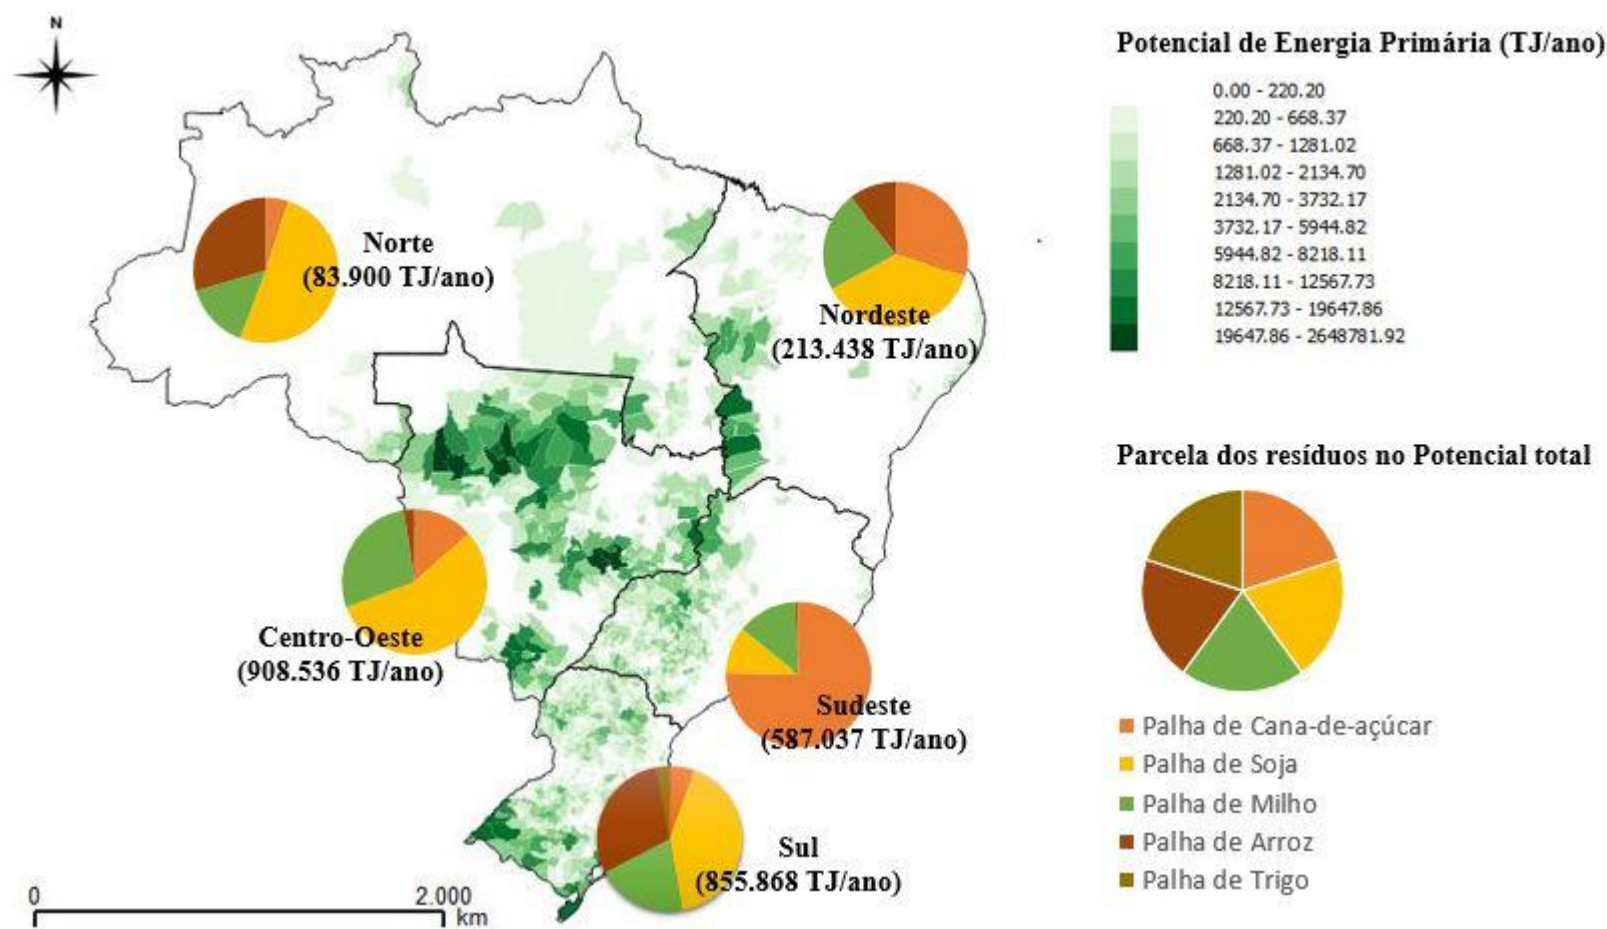 N
Potencial de Energia Primária (TJ/ano)
0.00 - 220.20
220.20 - 668.37
668.37 - 1281.02
1281.02 - 2134.70
2134.70 - 3732.17
3732.17 - 5944.82
5944.82 - 8218.11
8218.11 - 12567.73
12567.73 - 19647.86
19647.86 - 2648781.92
Norte
(83.900 TJ/ano)
Nordeste
(213.438 TJ/ano)
Centro-Oeste
(908.536 TJ/ano)
Sudeste
(587.037 TJ/ano)
Sul
(855.868 TJ/ano)
Parcela dos resíduos no Potencial total
Palha de Cana-de-açúcar
Palha de Soja
Palha de Milho
Palha de Arroz
Palha de Trigo
0 2.000
km